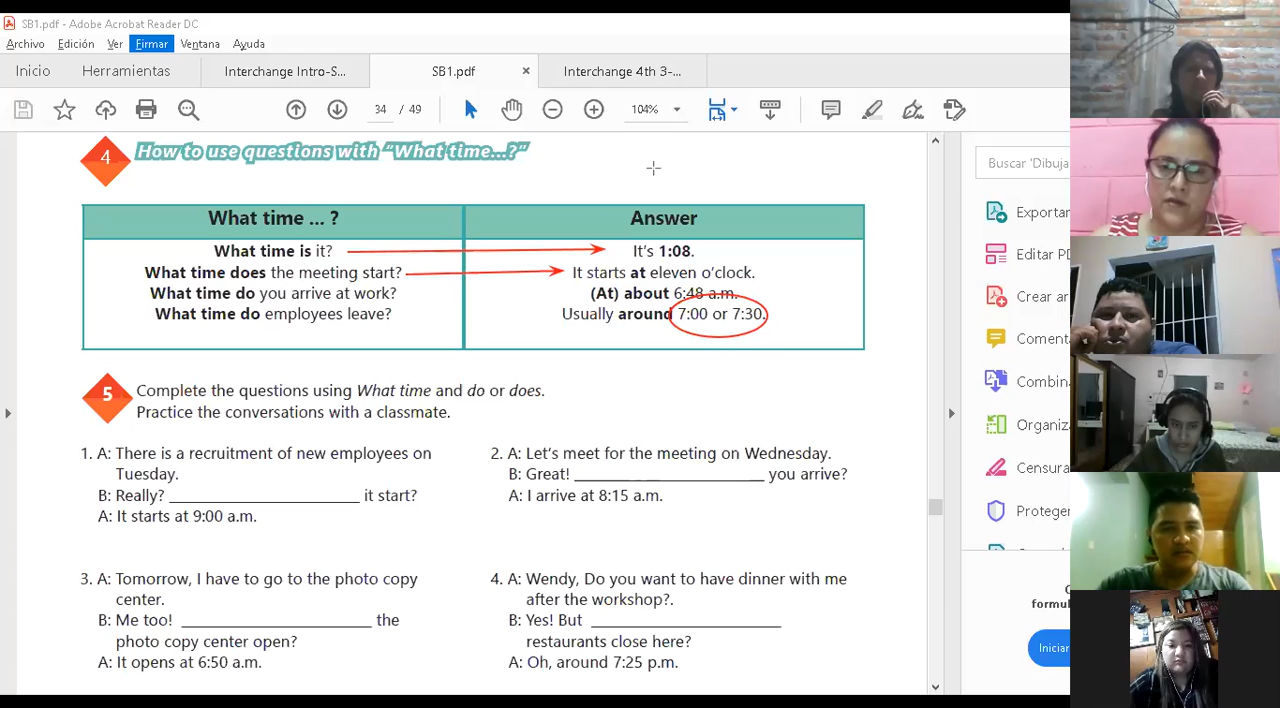 SB1.pdf - Adobe Acrobat Reader DC
Archivo Edición Ver Firmar Ventana Ayuda
Inicio Herramientas Interchange Intro-S... SB1.pdf × Interchange 4th 3-...
34 / 49 104%
4 How to use questions with “What time...?”
What time ... ? Answer
What time is it? It's 1:08.
What time does the meeting start? It starts at eleven o'clock.
What time do you arrive at work? (At) about 6:48 a.m.
What time do employees leave? Usually around 7:00 or 7:30.
5 Complete the questions using What time and do or does.
Practice the conversations with a classmate.
1. A: There is a recruitment of new employees on
Tuesday.
B: Really? ____________________ it start?
A: It starts at 9:00 a.m.
2. A: Let's meet for the meeting on Wednesday.
B: Great! ____________________ you arrive?
A: I arrive at 8:15 a.m.
3. A: Tomorrow, I have to go to the photo copy
center.
B: Me too! ____________________ the
photo copy center open?
A: It opens at 6:50 a.m.
4. A: Wendy, Do you want to have dinner with me
after the workshop?.
B: Yes! But ____________________
restaurants close here?
A: Oh, around 7:25 p.m.
Buscar 'Dibuja
Exportar
Editar PD
Crear ar
Coment
Combin
Organiz
Censura
Proteger
formul
Iniciar